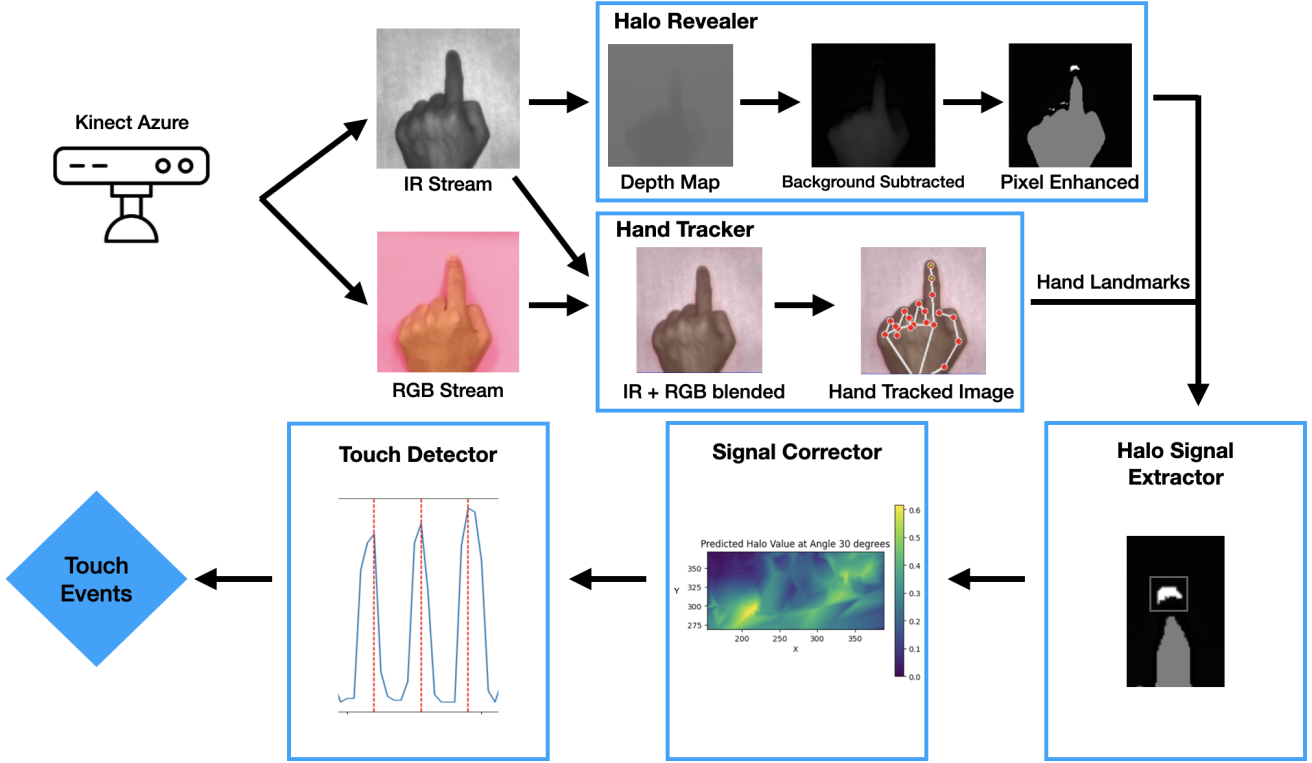 Kinect Azure
IR Stream
RGB Stream
Halo Revealer
Depth Map
Background Subtracted
Pixel Enhanced
Hand Tracker
IR + RGB blended
Hand Tracked Image
Hand Landmarks
Halo Signal
Extractor
Signal Corrector
Predicted Halo Value at Angle 30 degrees
350
325
300
275
Y
200
250
300
350
X
0.6
0.5
0.4
0.3
0.2
0.1
0.0
Touch Detector
Touch
Events